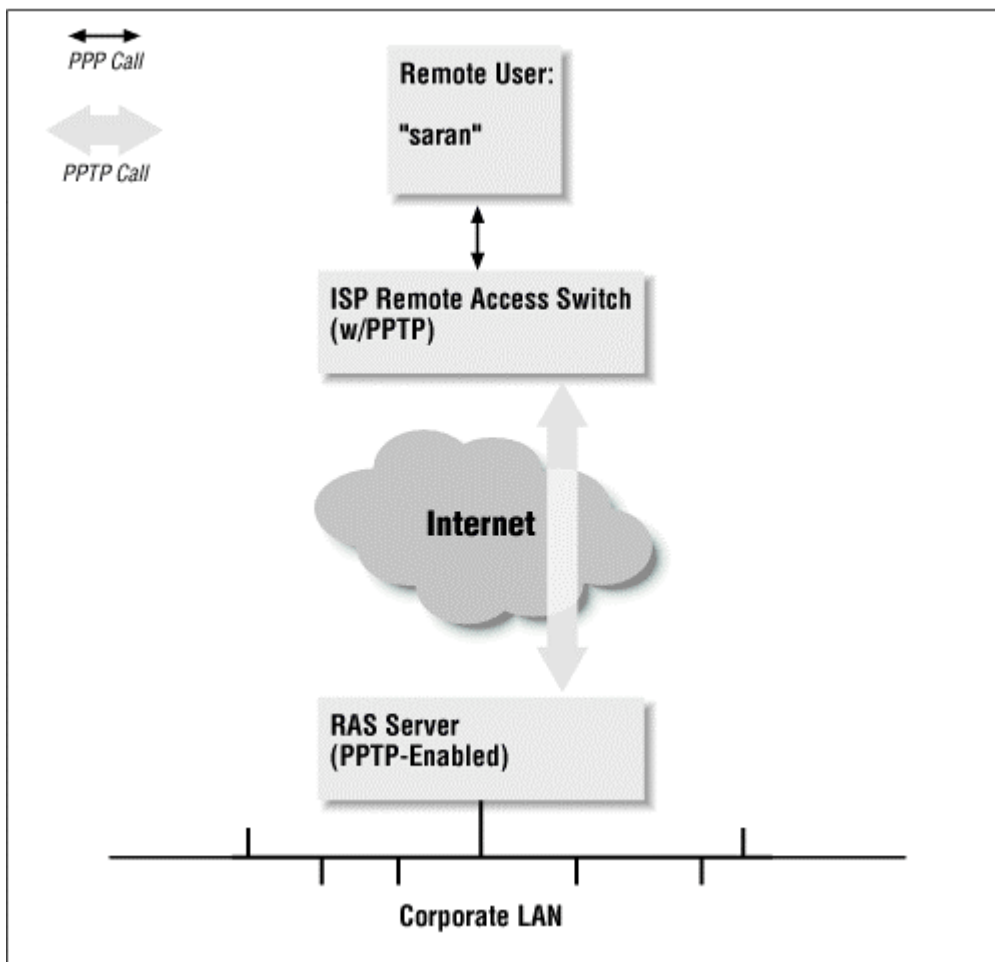 PPP Call
PPTP Call
Remote User:
"saran"
ISP Remote Access Switch
(w/PPTP)
Internet
RAS Server
(PPTP-Enabled)
Corporate LAN